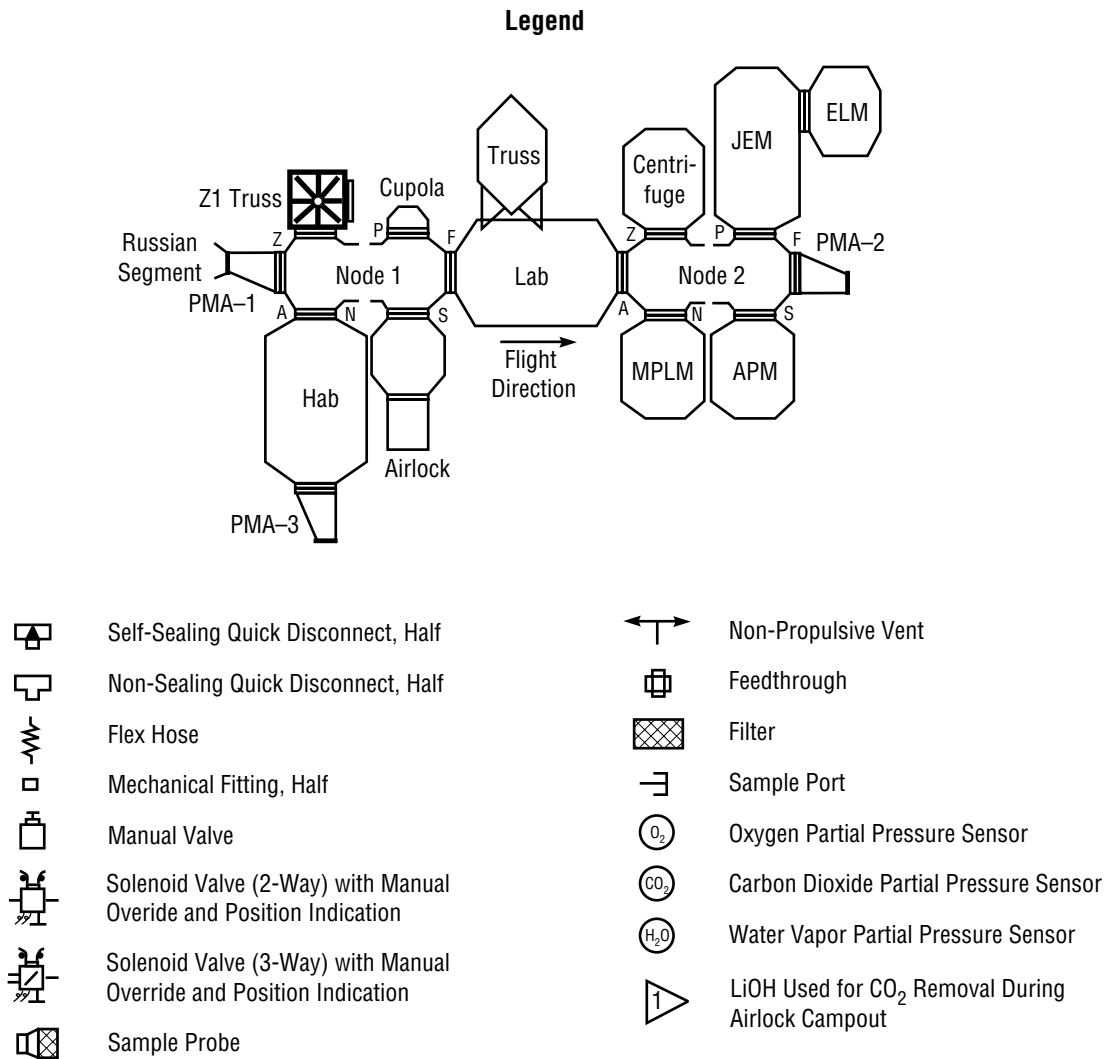 Legend
ELM
JEM
Truss
Centri-
fuge
Cupola
Z1 Truss
Z
P
F
Z
P
F
PMA–2
Russian
Segment
Node 1
Lab
Node 2
PMA–1
A
N
S
A
N
S
Flight
Direction
MPLM
APM
Hab
Airlock
PMA–3
Self-Sealing Quick Disconnect, Half
Non-Sealing Quick Disconnect, Half
Flex Hose
Mechanical Fitting, Half
Manual Valve
Solenoid Valve (2-Way) with Manual
Overide and Position Indication
Solenoid Valve (3-Way) with Manual
Override and Position Indication
Sample Probe
Non-Propulsive Vent
Feedthrough
Filter
Sample Port
O₂ Oxygen Partial Pressure Sensor
CO₂ Carbon Dioxide Partial Pressure Sensor
H₂O Water Vapor Partial Pressure Sensor
1 LiOH Used for CO₂ Removal During
Airlock Campout